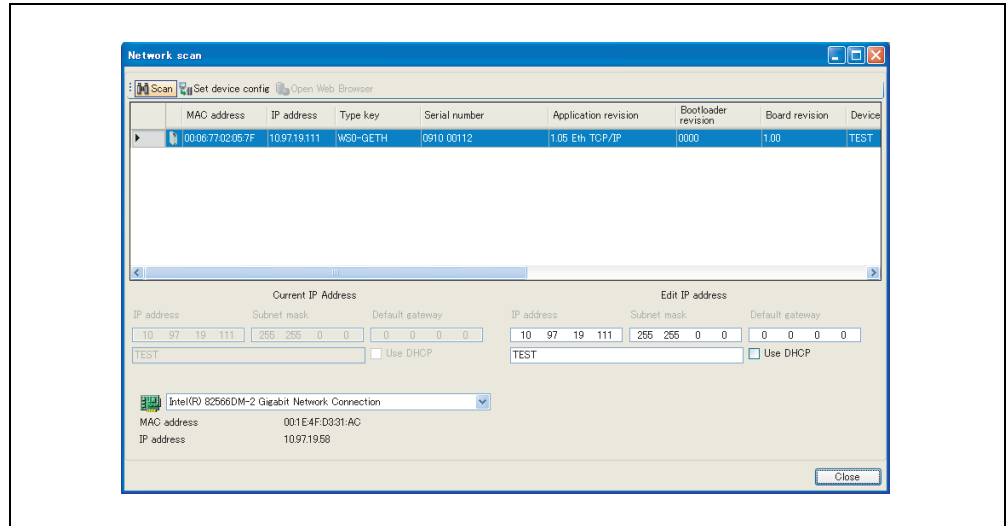 Network scan
Scan Set device config Open Web Browser
MAC address IP address Type key Serial number Application revision Bootloader revision Board revision Device
00:06:77:02:05:7F 10.97.19.111 WS0-GETH 0910 00112 1.05 Eth TCP/IP 0000 1.00 TEST
Current IP Address Edit IP address
IP address Subnet mask Default gateway IP address Subnet mask Default gateway
10 97 19 111 255 255 0 0 0 0 0 0 10 97 19 111 255 255 0 0 0 0 0 0
TEST Use DHCP TEST Use DHCP
Intel(R) 82566DM-2 Gigabit Network Connection
MAC address 00:1E:4F:D3:31:AC
IP address 10.97.19.58
Close